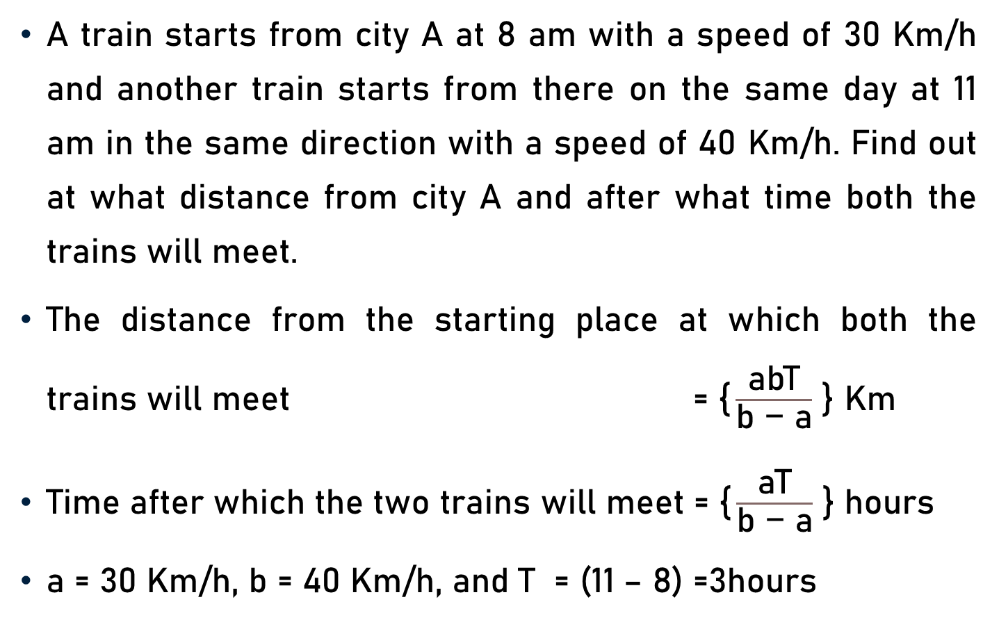 • A train starts from city A at 8 am with a speed of 30 Km/h
and another train starts from there on the same day at 11
am in the same direction with a speed of 40 Km/h. Find out
at what distance from city A and after what time both the
trains will meet.
• The distance from the starting place at which both the
trains will meet = {abT / b – a} Km
• Time after which the two trains will meet = {aT / b – a} hours
• a = 30 Km/h, b = 40 Km/h, and T = (11 – 8) =3hours